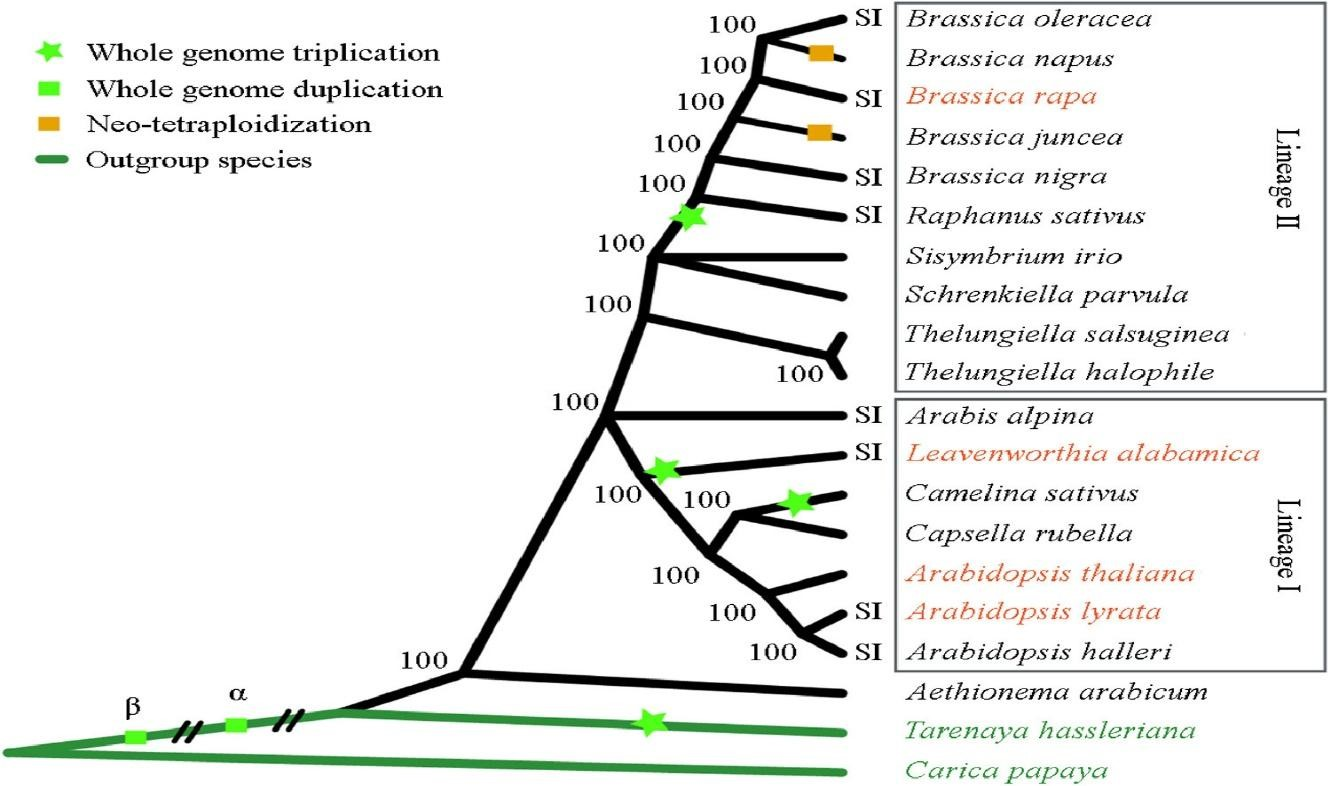 Whole genome triplication
Whole genome duplication
Neo-tetraploidization
Outgroup species
100 SI Brassica oleracea
Brassica napus
100 SI Brassica rapa
100 Brassica juncea
100 SI Brassica nigra
100 SI Raphanus sativus
100 Sisymbrium irio
Schrenkiella parvula
100 Thelungiella salsuginea
100 Thelungiella halophile
Lineage II
100 SI Arabis alpina
SI Leavenworthia alabamica
100 100 Camelina sativus
Capsella rubella
100 Arabidopsis thaliana
100 SI Arabidopsis lyrata
100 SI Arabidopsis halleri
Lineage I
100 Aethionema arabicum
β α Tarenaya hassleriana
Carica papaya